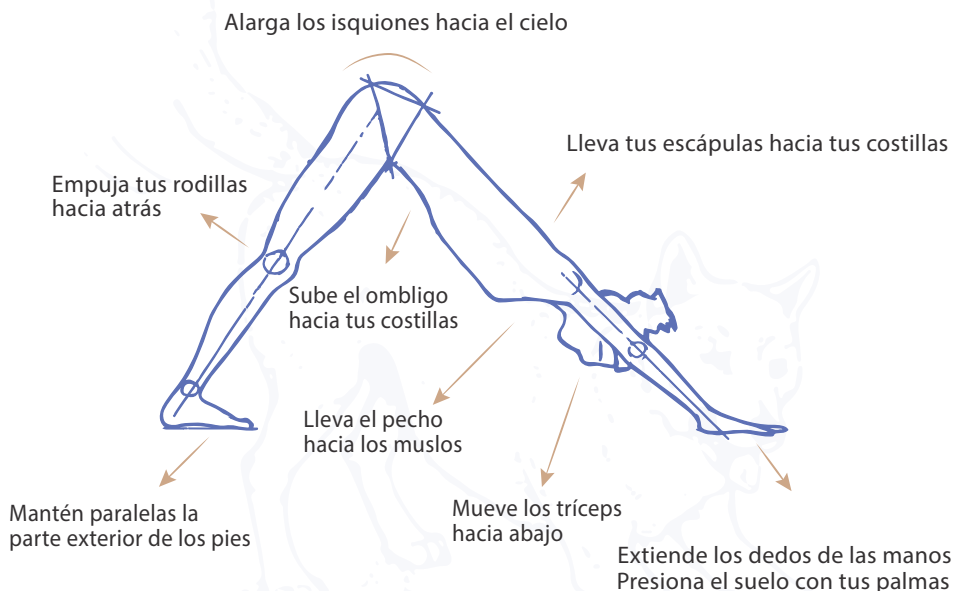 Alarga los isquiones hacia el cielo
Lleva tus escápulas hacia tus costillas
Empuja tus rodillas
hacia atrás
Sube el ombligo
hacia tus costillas
Lleva el pecho
hacia los muslos
Mantén paralelas la
parte exterior de los pies
Mueve los tríceps
hacia abajo
Extiende los dedos de las manos
Presiona el suelo con tus palmas